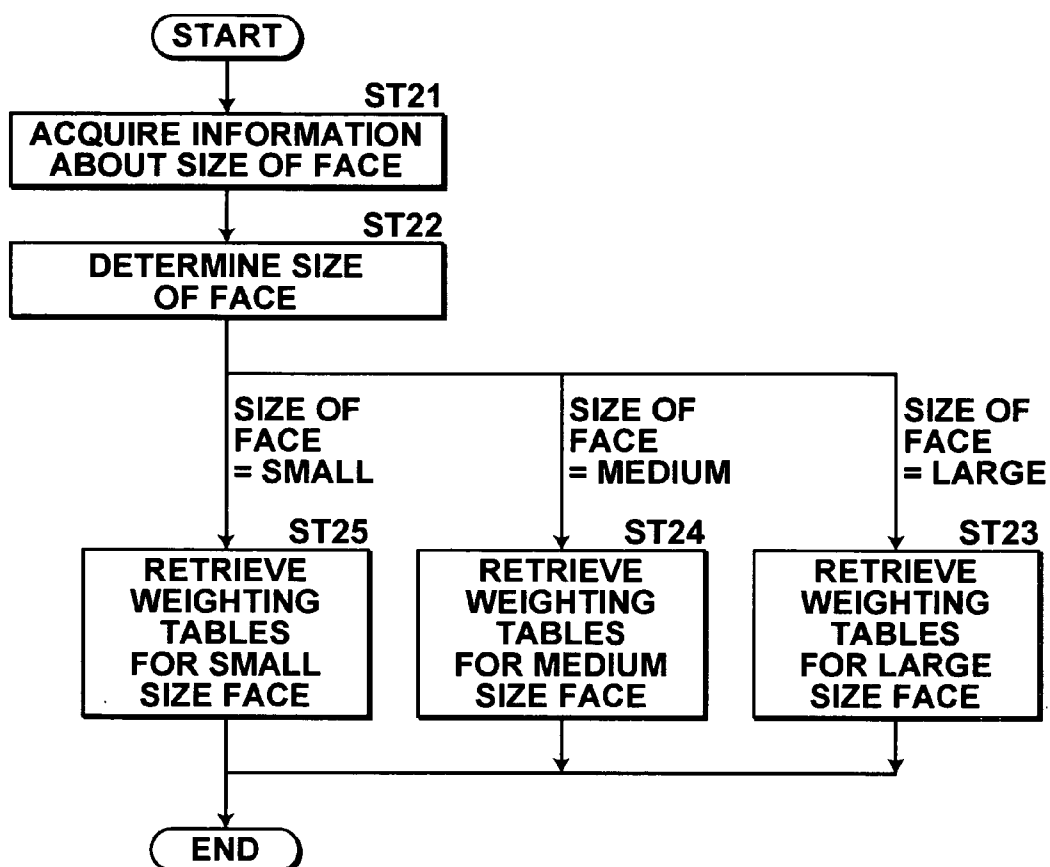 START
ST21
ACQUIRE INFORMATION
ABOUT SIZE OF FACE
ST22
DETERMINE SIZE
OF FACE
SIZE OF
FACE
= SMALL
SIZE OF
FACE
= MEDIUM
SIZE OF
FACE
= LARGE
ST25
RETRIEVE
WEIGHTING
TABLES
FOR SMALL
SIZE FACE
ST24
RETRIEVE
WEIGHTING
TABLES
FOR MEDIUM
SIZE FACE
ST23
RETRIEVE
WEIGHTING
TABLES
FOR LARGE
SIZE FACE
END